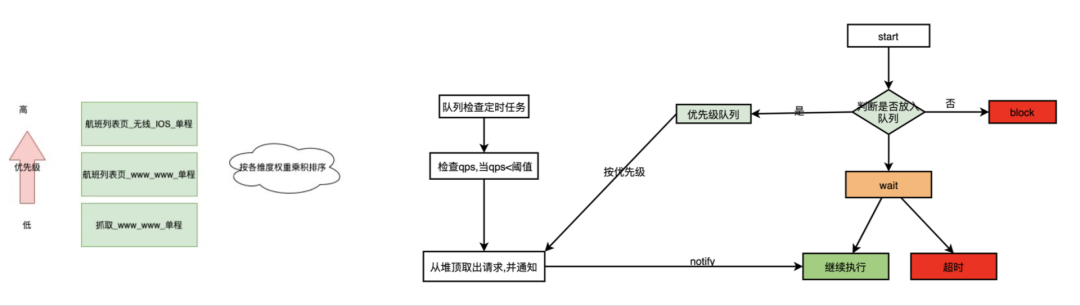 高
优先级
低
航班列表页_无线_IOS_单程
航班列表页_www_www_单程
抓取_www_www_单程
按各维度权重乘积排序
队列检查定时任务
检查qps,当qps<阈值
从堆顶取出请求,并通知
start
判断是否放入
队列
是
否
优先级队列
block
按优先级
wait
notify
继续执行
超时